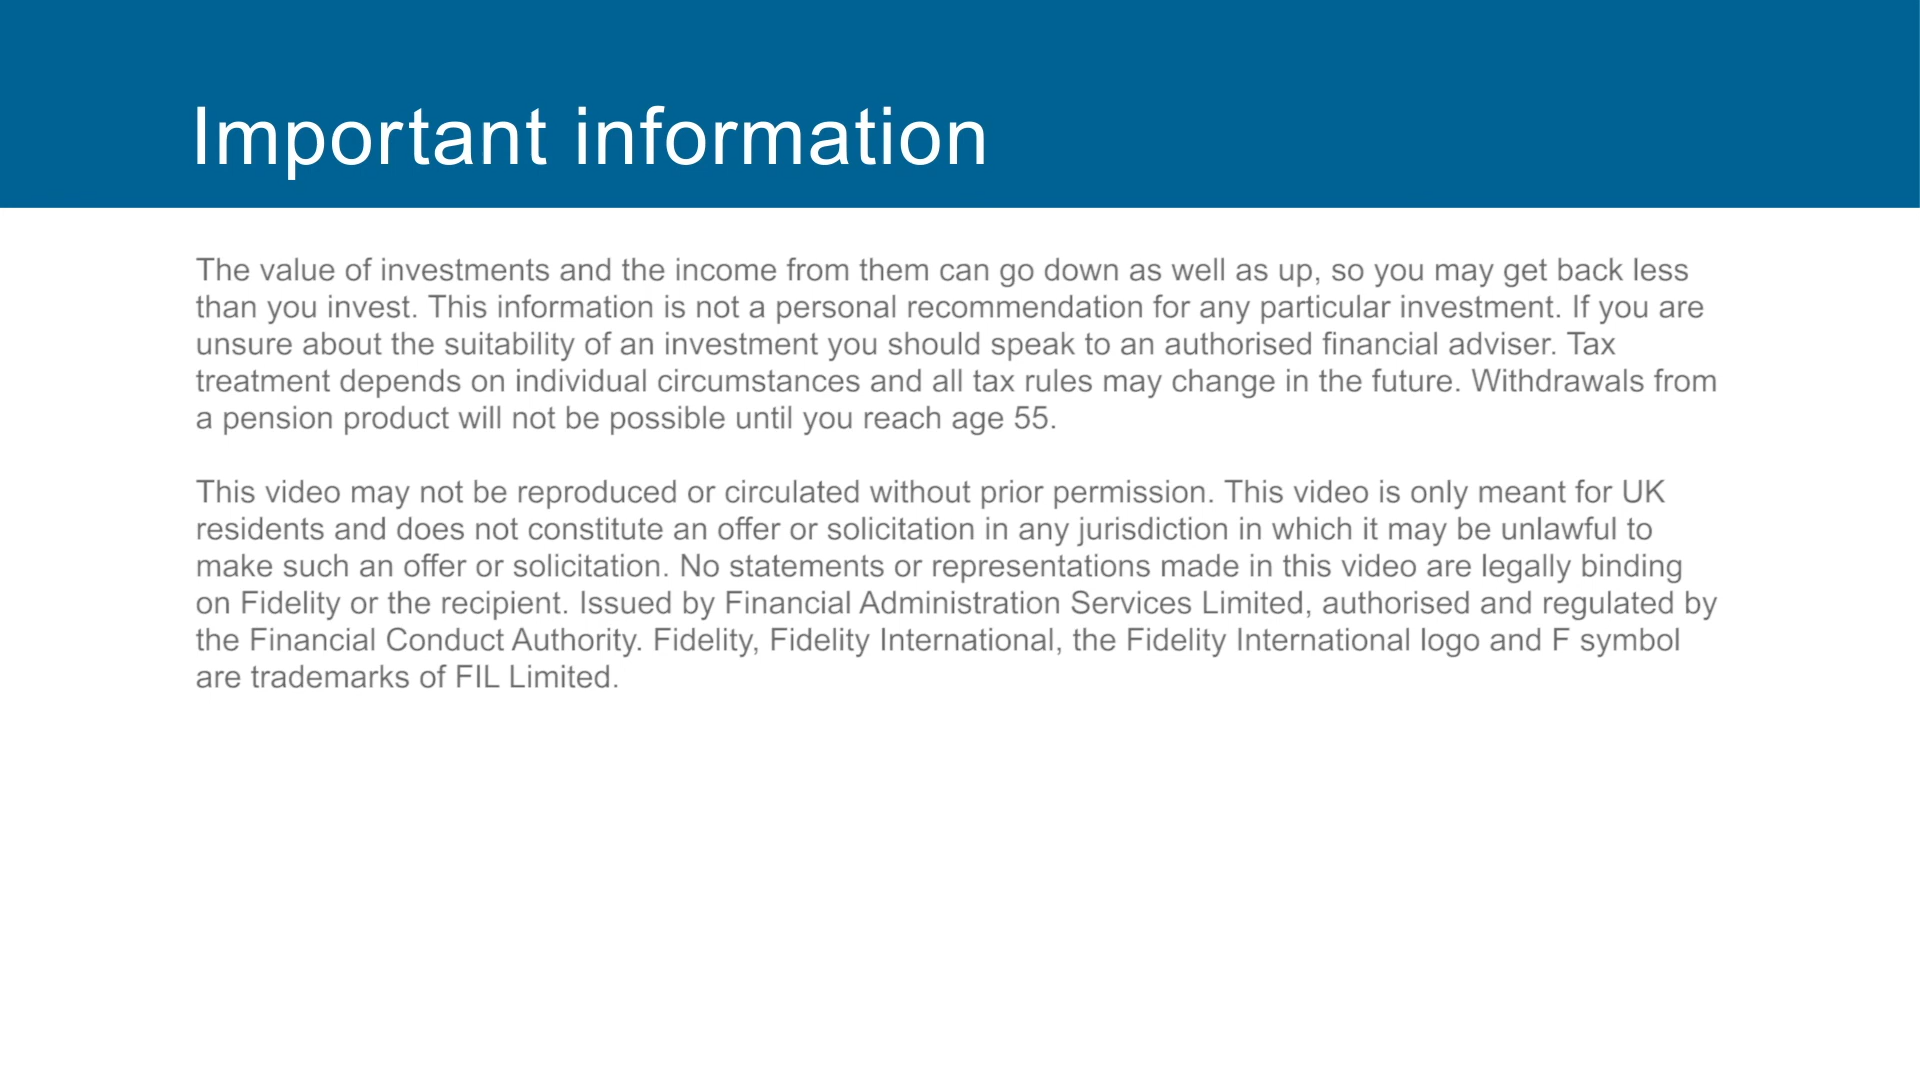 Important information
The value of investments and the income from them can go down as well as up, so you may get back less
than you invest. This information is not a personal recommendation for any particular investment. If you are
unsure about the suitability of an investment you should speak to an authorised financial adviser. Tax
treatment depends on individual circumstances and all tax rules may change in the future. Withdrawals from
a pension product will not be possible until you reach age 55.
This video may not be reproduced or circulated without prior permission. This video is only meant for UK
residents and does not constitute an offer or solicitation in any jurisdiction in which it may be unlawful to
make such an offer or solicitation. No statements or representations made in this video are legally binding
on Fidelity or the recipient. Issued by Financial Administration Services Limited, authorised and regulated by
the Financial Conduct Authority. Fidelity, Fidelity International, the Fidelity International logo and F symbol
are trademarks of FIL Limited.